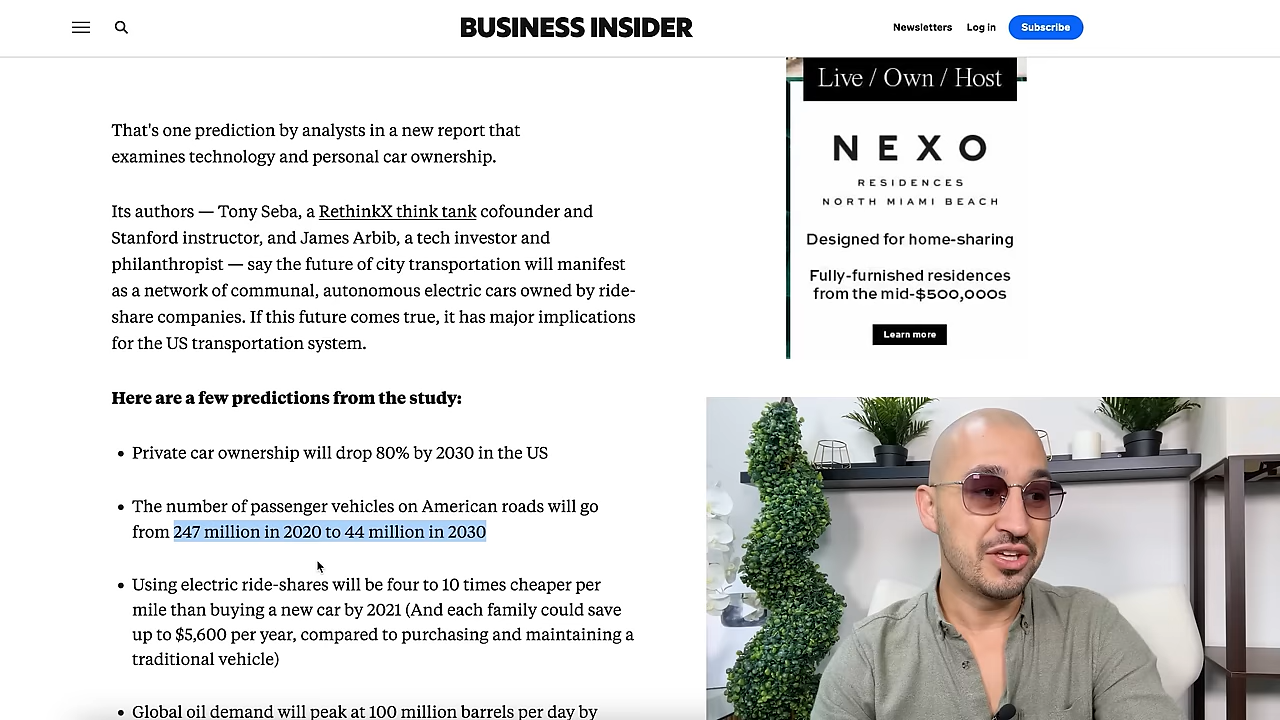 BUSINESS INSIDER
Newsletters
Log in
Subscribe
That's one prediction by analysts in a new report that
examines technology and personal car ownership.
Its authors — Tony Seba, a RethinkX think tank cofounder and
Stanford instructor, and James Arbib, a tech investor and
philanthropist — say the future of city transportation will manifest
as a network of communal, autonomous electric cars owned by ride-
share companies. If this future comes true, it has major implications
for the US transportation system.
Here are a few predictions from the study:
• Private car ownership will drop 80% by 2030 in the US
• The number of passenger vehicles on American roads will go
from 247 million in 2020 to 44 million in 2030
• Using electric ride-shares will be four to 10 times cheaper per
mile than buying a new car by 2021 (And each family could save
up to $5,600 per year, compared to purchasing and maintaining a
traditional vehicle)
• Global oil demand will peak at 100 million barrels per day by
Live / Own / Host
NEXO
RESIDENCES
NORTH MIAMI BEACH
Designed for home-sharing
Fully-furnished residences
from the mid-$500,000s
Learn more